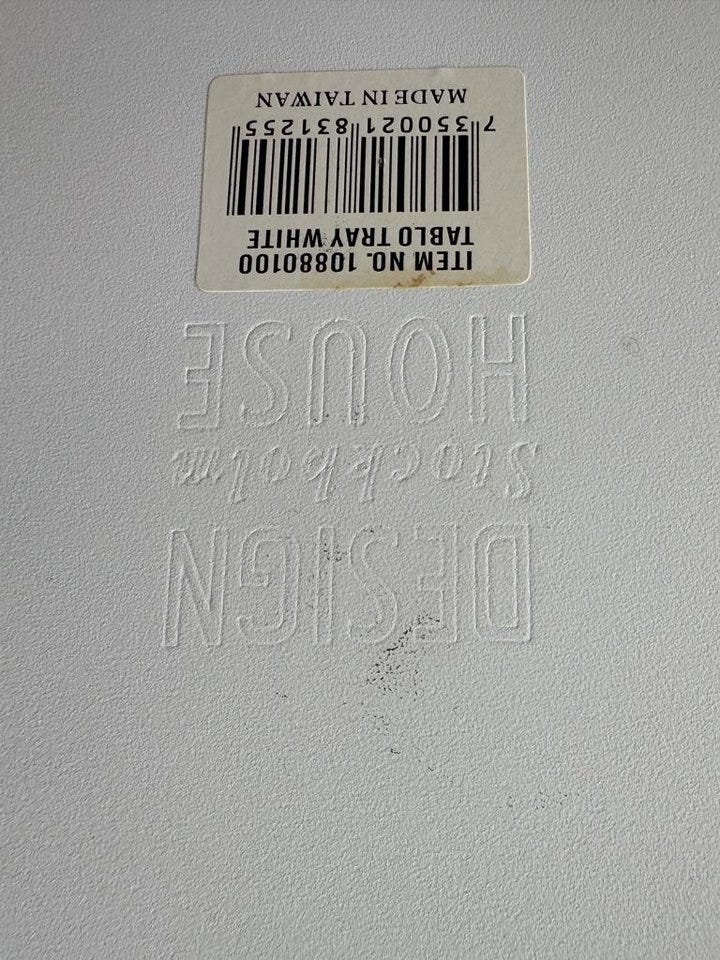 DESIGN
Stockholm
HOUSE
ITEM NO. 10880100
TABLO TRAY WHITE
7 350021 831255
MADE IN TAIWAN